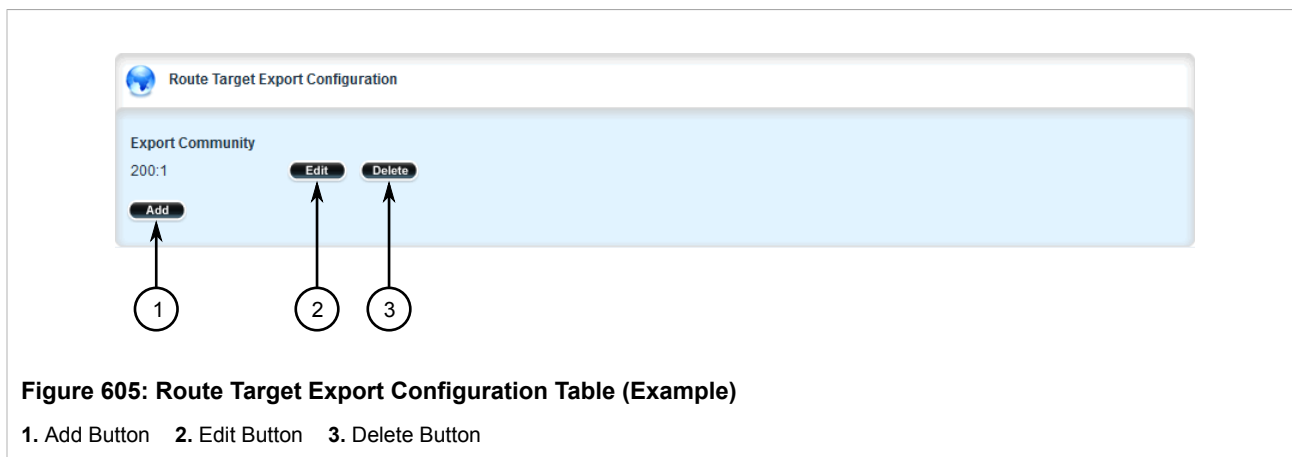 Route Target Export Configuration
Export Community
200:1 Edit Delete
Add
1 2 3
Figure 605: Route Target Export Configuration Table (Example)
1. Add Button 2. Edit Button 3. Delete Button